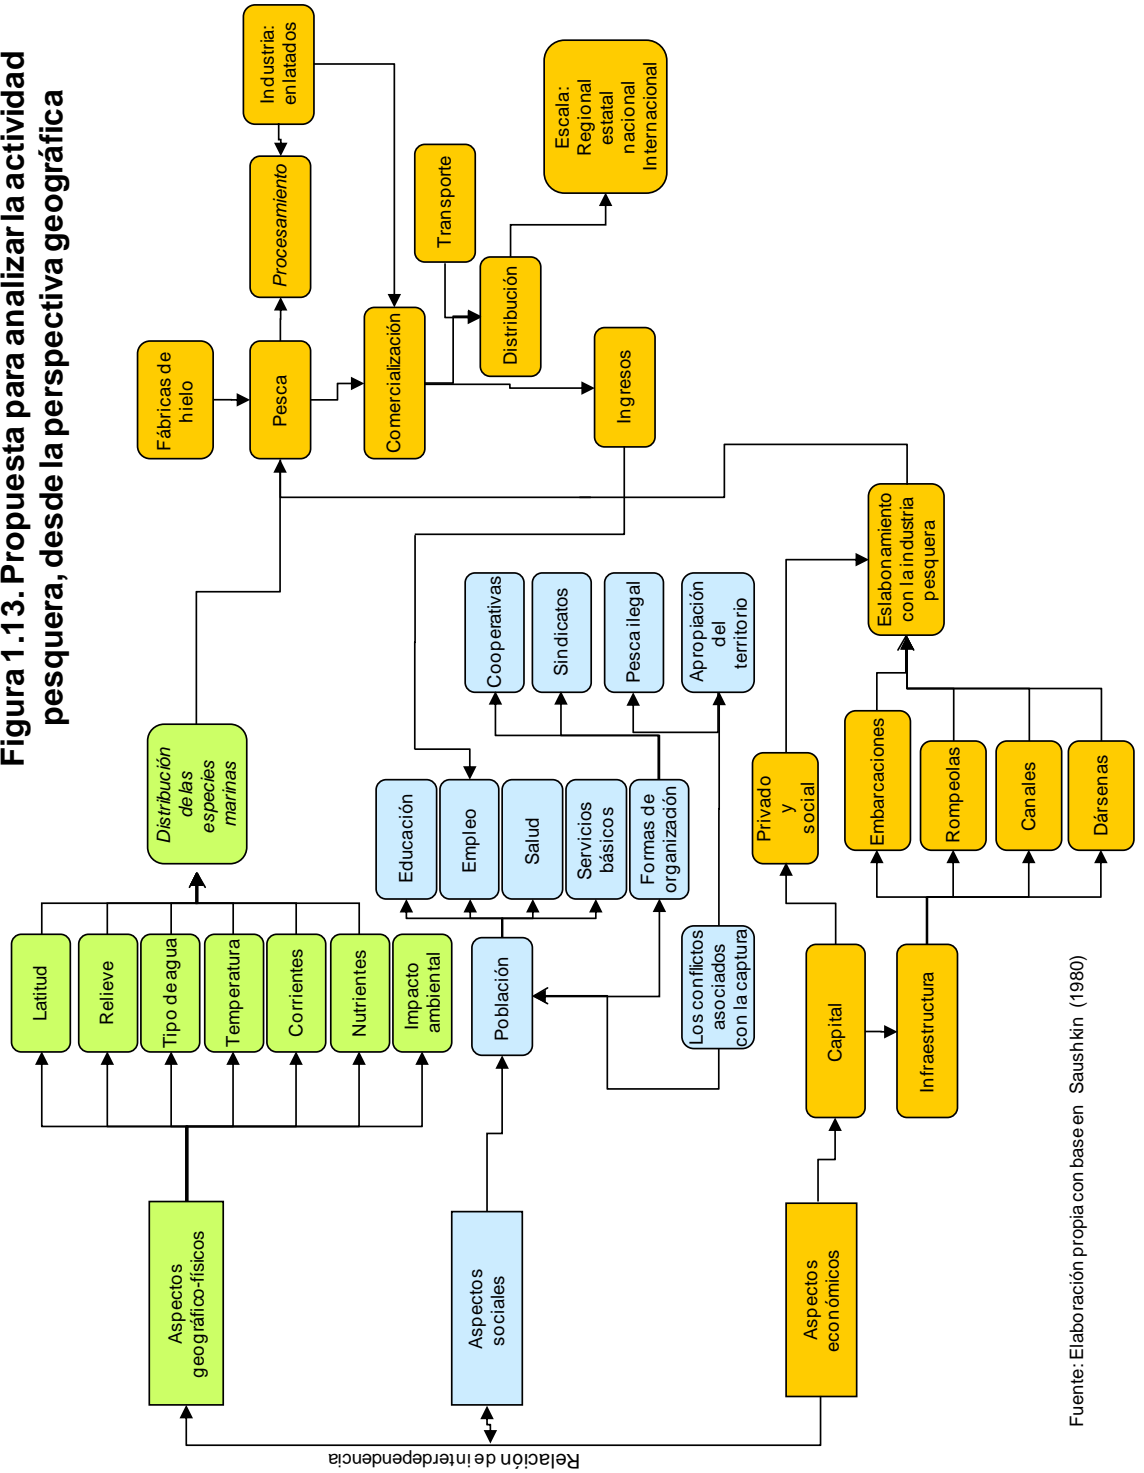 Figura 1.13. Propuesta para analizar la actividad
pesquera, desde la perspectiva geográfica
Relación de interdependencia
Aspectos
geográfico-físicos
Latitud
Relieve
Tipo de agua
Temperatura
Corrientes
Nutrientes
Impacto
ambiental
Distribución
de las
especies
marinas
Fábricas de
hielo
Pesca
Procesamiento
Industria:
enlatados
Comercialización
Transporte
Distribución
Escala:
Regional
estatal
nacional
Internacional
Ingresos
Aspectos
sociales
Población
Educación
Empleo
Salud
Servicios
básicos
Formas de
organización
Los conflictos
asociados
con la captura
Cooperativas
Sindicatos
Pesca ilegal
Apropiación
del
territorio
Aspectos
económicos
Capital
Infraestructura
Privado
y
social
Embarcaciones
Rompeolas
Canales
Dársenas
Eslabonamiento
con la industria
pesquera
Fuente: Elaboración propia con base en Saushkin (1980)